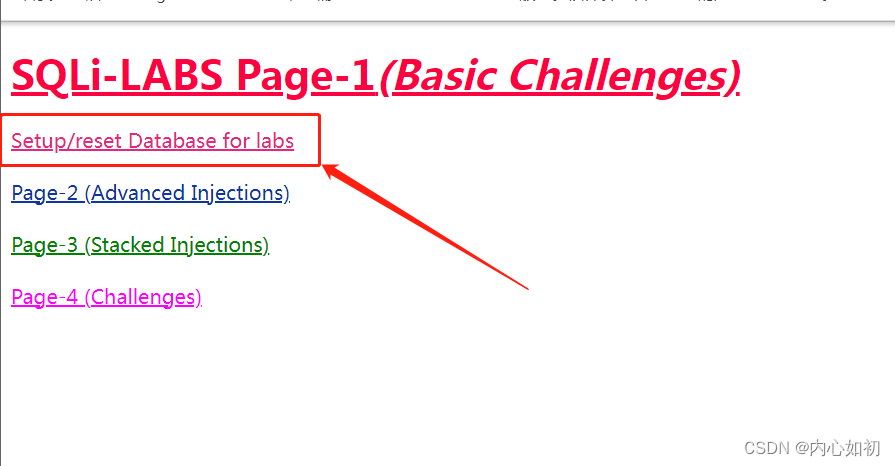 SQLi-LABS Page-1(Basic Challenges)
Setup/reset Database for labs
Page-2 (Advanced Injections)
Page-3 (Stacked Injections)
Page-4 (Challenges)
CSDN @内心如初